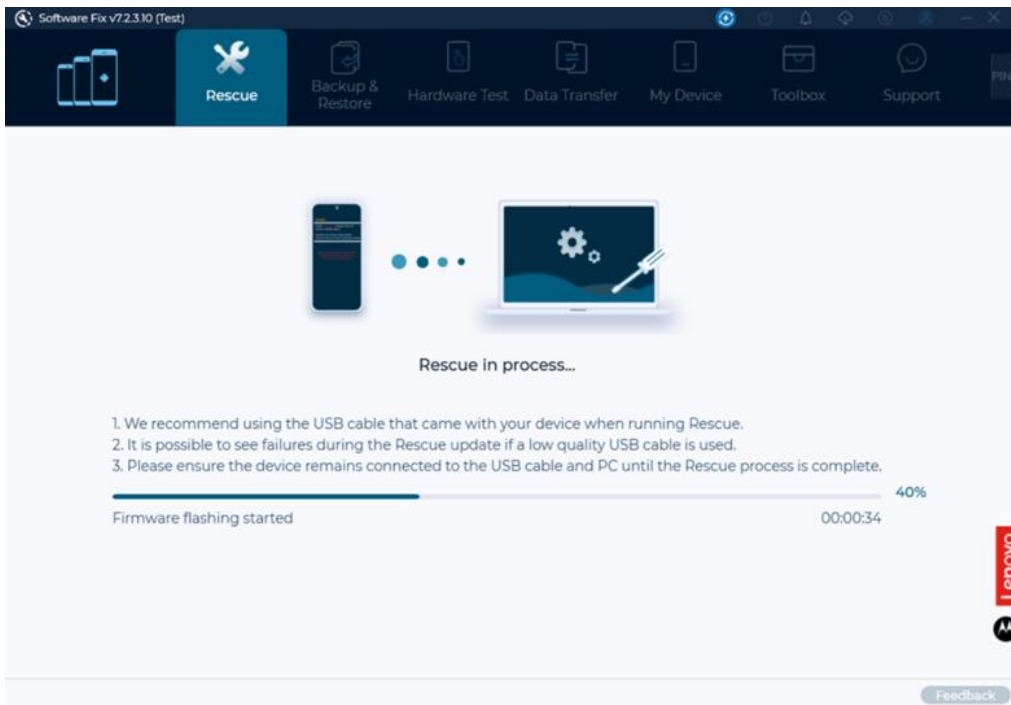 Software Fix v7.2.3.10 (Test)
Rescue
Backup &
Restore
Hardware Test
Data Transfer
My Device
Toolbox
Support
PIN
Rescue in process...
1. We recommend using the USB cable that came with your device when running Rescue.
2. It is possible to see failures during the Rescue update if a low quality USB cable is used.
3. Please ensure the device remains connected to the USB cable and PC until the Rescue process is complete.
40%
Firmware flashing started
00:00:34
Lenovo
Feedback